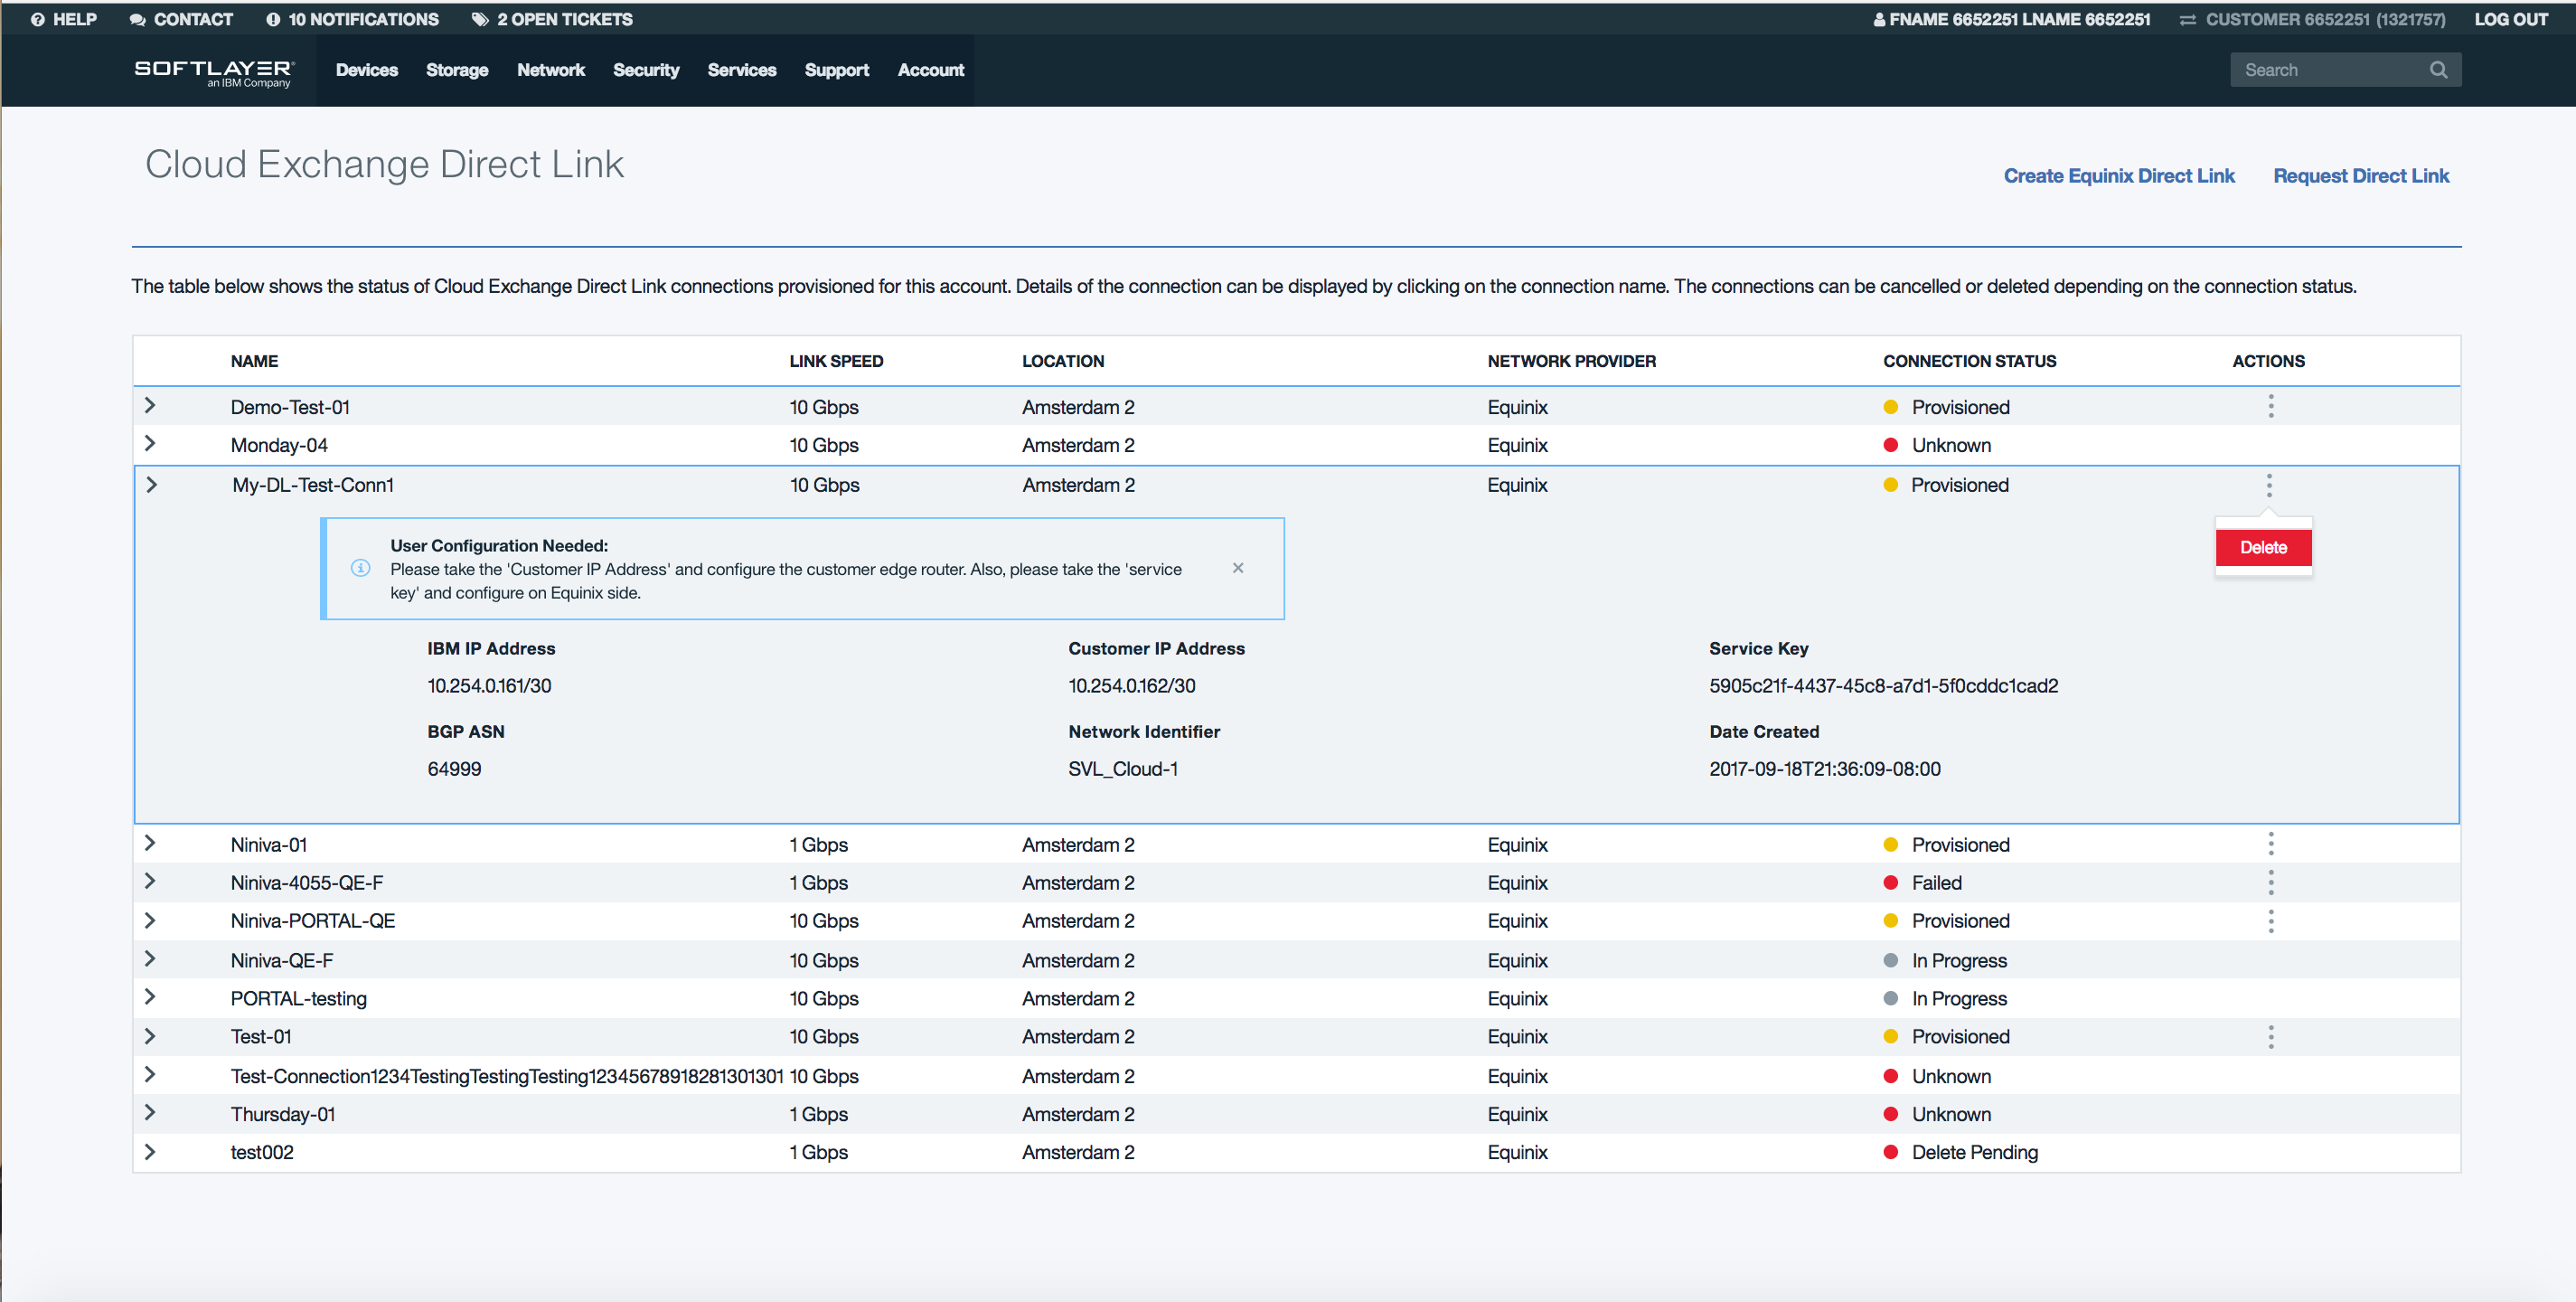 HELP CONTACT 10 NOTIFICATIONS 2 OPEN TICKETS FNAME 6652251 LNAME 6652251 CUSTOMER 6652251 (1321757) LOG OUT
SOFTLAYER® Devices Storage Network Security Services Support Account Search
an IBM Company
Cloud Exchange Direct Link
Create Equinix Direct Link Request Direct Link
The table below shows the status of Cloud Exchange Direct Link connections provisioned for this account. Details of the connection can be displayed by clicking on the connection name. The connections can be cancelled or deleted depending on the connection status.
NAME LINK SPEED LOCATION NETWORK PROVIDER CONNECTION STATUS ACTIONS
Demo-Test-01 10 Gbps Amsterdam 2 Equinix Provisioned
Monday-04 10 Gbps Amsterdam 2 Equinix Unknown
My-DL-Test-Conn1 10 Gbps Amsterdam 2 Equinix Provisioned
Delete
User Configuration Needed:
Please take the 'Customer IP Address' and configure the customer edge router. Also, please take the 'service
key' and configure on Equinix side.
IBM IP Address Customer IP Address Service Key
10.254.0.161/30 10.254.0.162/30 5905c21f-4437-45c8-a7d1-5f0cddc1cad2
BGP ASN Network Identifier Date Created
64999 SVL_Cloud-1 2017-09-18T21:36:09-08:00
Niniva-01 1 Gbps Amsterdam 2 Equinix Provisioned
Niniva-4055-QE-F 1 Gbps Amsterdam 2 Equinix Failed
Niniva-PORTAL-QE 10 Gbps Amsterdam 2 Equinix Provisioned
Niniva-QE-F 10 Gbps Amsterdam 2 Equinix In Progress
PORTAL-testing 10 Gbps Amsterdam 2 Equinix In Progress
Test-01 10 Gbps Amsterdam 2 Equinix Provisioned
Test-Connection1234TestingTestingTesting12345678918281301301 10 Gbps Amsterdam 2 Equinix Unknown
Thursday-01 1 Gbps Amsterdam 2 Equinix Unknown
test002 1 Gbps Amsterdam 2 Equinix Delete Pending